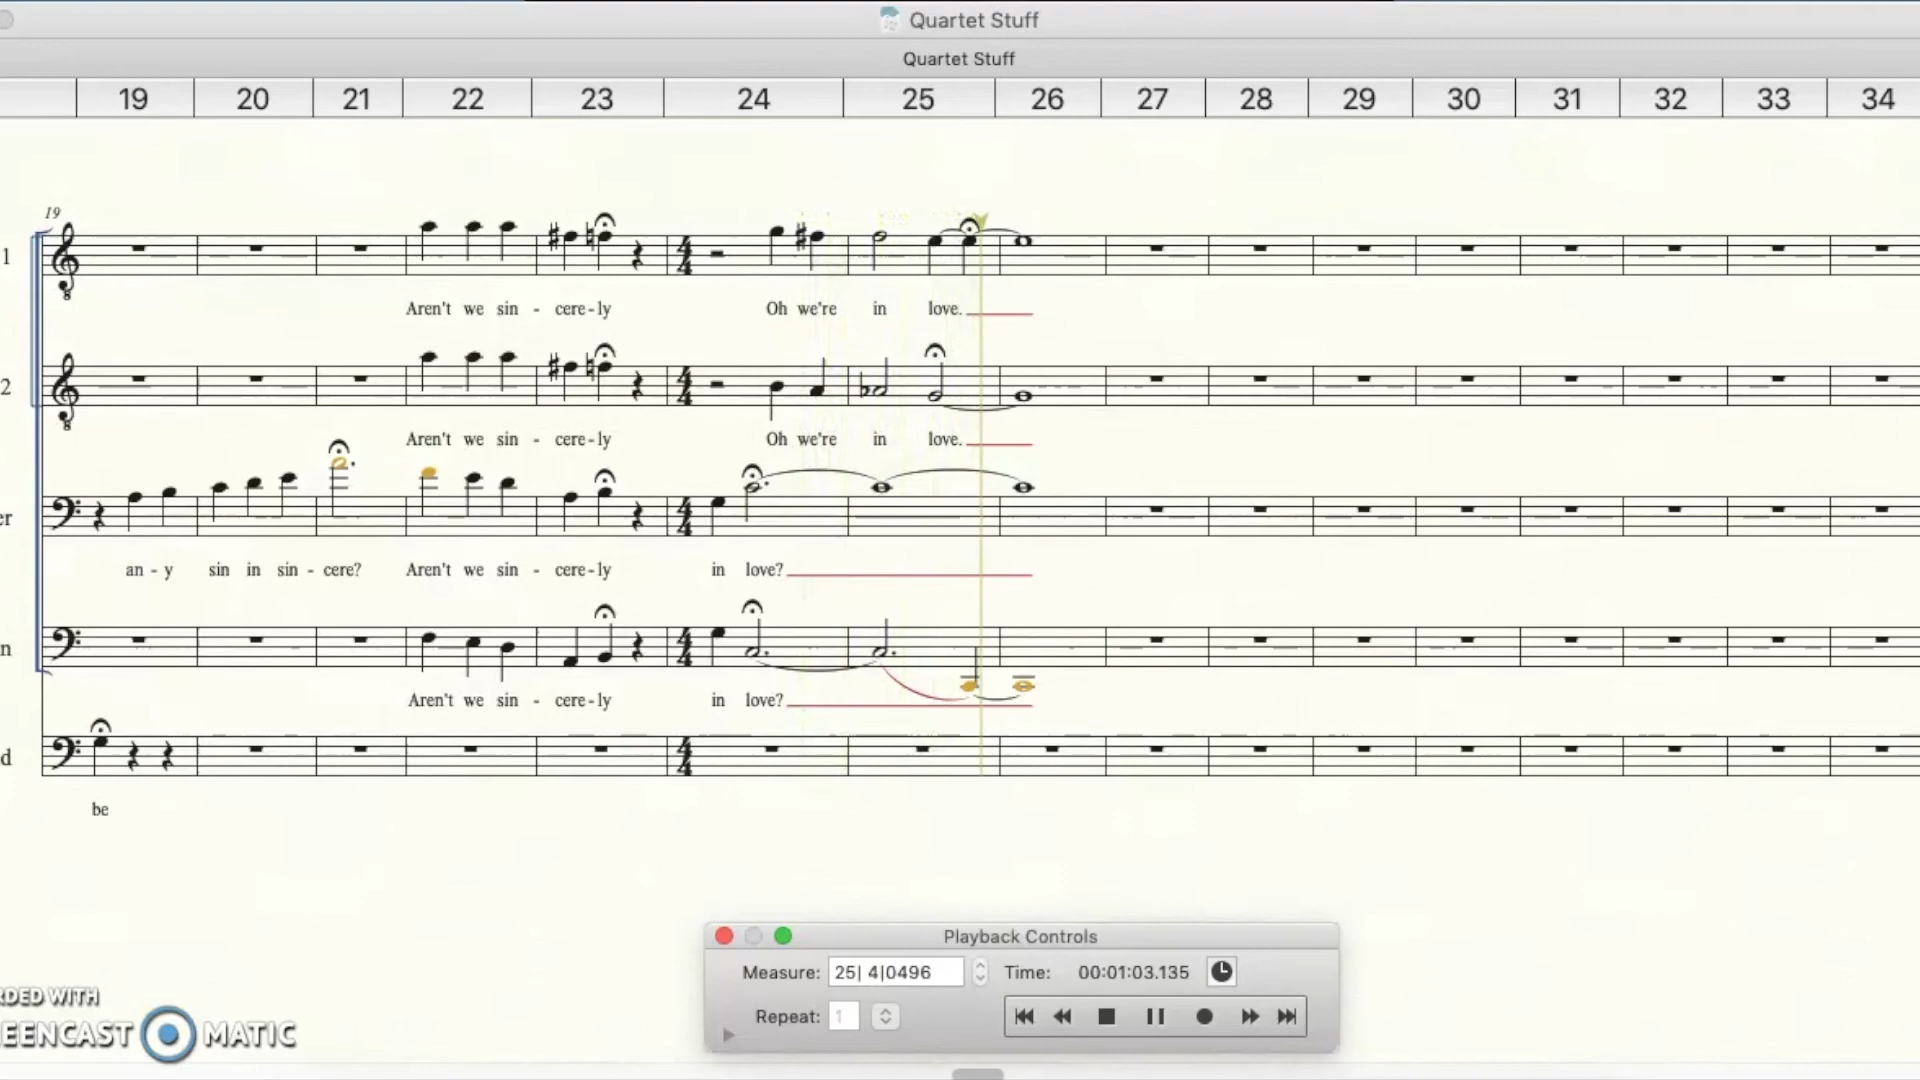 Quartet Stuff
Quartet Stuff
19 20 21 22 23 24 25 26 27 28 29 30 31 32 33 34
19
1
Aren't we sin - cere - ly Oh we're in love.
2
Aren't we sin - cere - ly Oh we're in love.
er
an - y sin in sin - cere? Aren't we sin - cere - ly in love?
n
Aren't we sin - cere - ly in love?
d
be
Playback Controls
Measure: 25| 4|0496 Time: 00:01:03.135
Repeat: 1
RDED WITH
EENCAST MATIC